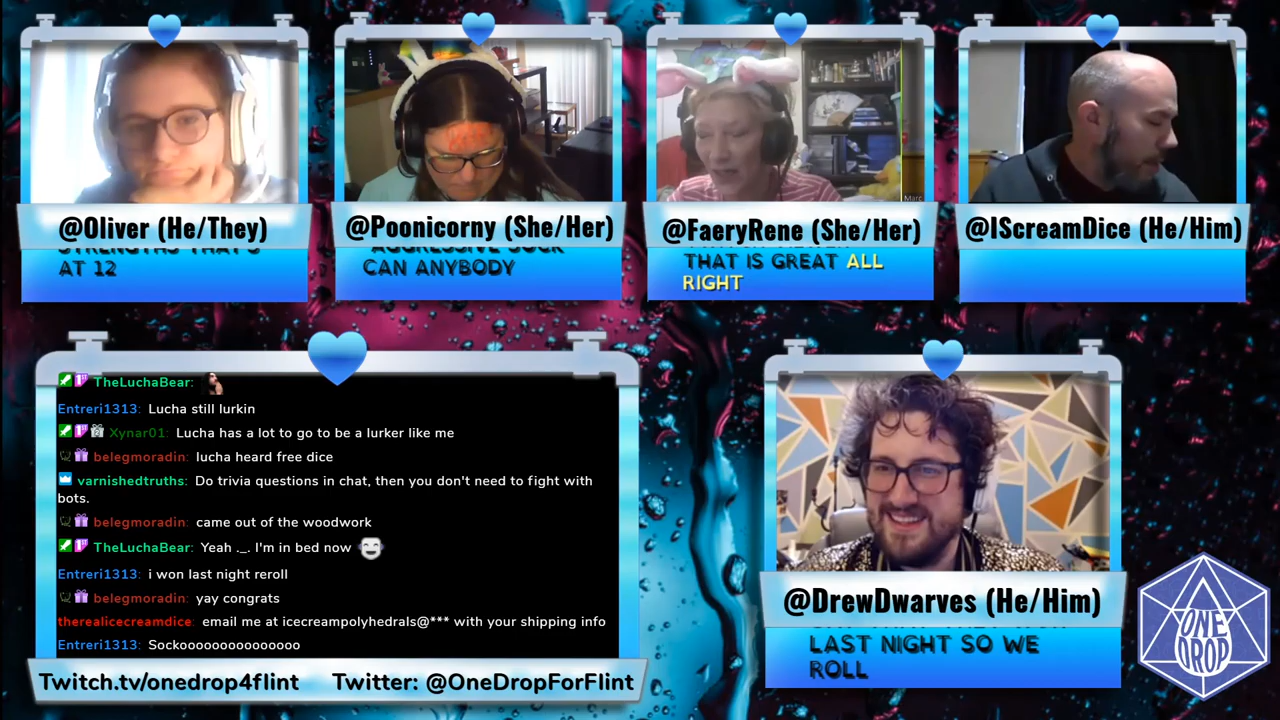 @Oliver (He/They)
STRENGTHS THAT'S
AT 12
@Poonicorny (She/Her)
AGGRESSIVE SOCK
CAN ANYBODY
@FaeryRene (She/Her)
THAT IS GREAT ALL
RIGHT
@IScreamDice (He/Him)
TheLuchaBear:
Entreri1313: Lucha still lurkin
Xynar01: Lucha has a lot to go to be a lurker like me
belegmoradin: lucha heard free dice
varnishedtruths: Do trivia questions in chat, then you don't need to fight with
bots.
belegmoradin: came out of the woodwork
TheLuchaBear: Yeah ._. I'm in bed now
Entreri1313: i won last night reroll
belegmoradin: yay congrats
therealicecreamdice: email me at icecreampolyhedrals@*** with your shipping info
Entreri1313: Sockooooooooooooooo
Twitch.tv/onedrop4flint Twitter: @OneDropForFlint
@DrewDwarves (He/Him)
LAST NIGHT SO WE
ROLL
ONE
DROP